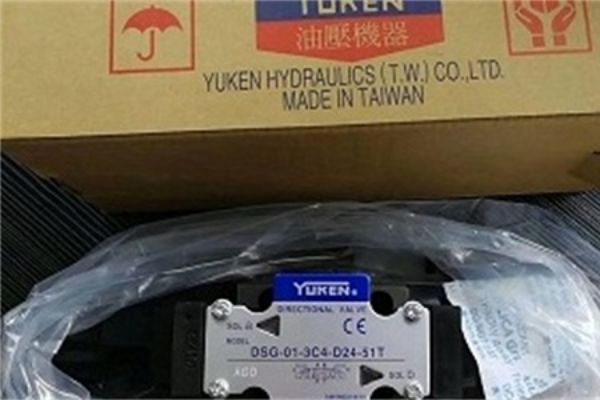 YUKEN
油壓機器
YUKEN HYDRAULICS (T.W.) CO.,LTD.
MADE IN TAIWAN
YUKEN®
DIRECTIONAL VALVE
SOL a
CE
MODEL
DSG-01-3C4-D24-51T
SOL b